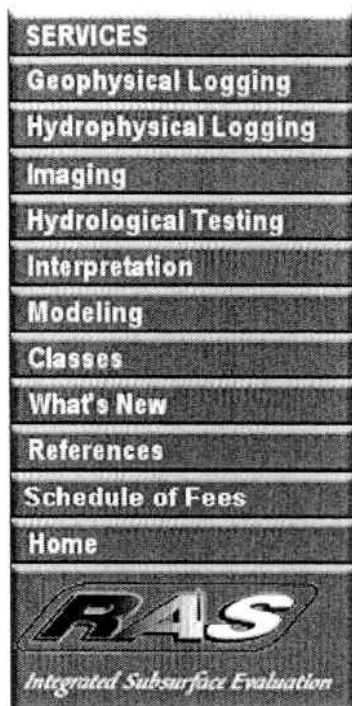 SERVICES
Geophysical Logging
Hydrophysical Logging
Imaging
Hydrological Testing
Interpretation
Modeling
Classes
What's New
References
Schedule of Fees
Home
RAS
Integrated Subsurface Evaluation